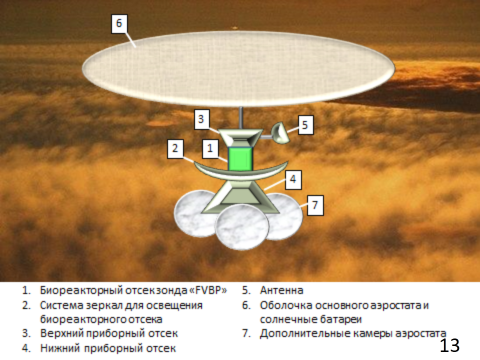 6
3
5
1
2
4
7
1. Биореакторный отсек зонда «FVBP»
2. Система зеркал для освещения
биореакторного отсека
3. Верхний приборный отсек
4. Нижний приборный отсек
5. Антенна
6. Оболочка основного аэростата и
солнечные батареи
7. Дополнительные камеры аэростата
13